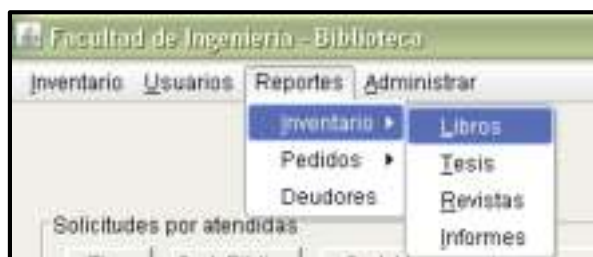 Facultad de Ingenieria - Biblioteca
Inventario Usuarios Reportes Administrar
Inventario Libros
Pedidos Tesis
Deudores Revistas
Solicitudes por atendidas
Informes